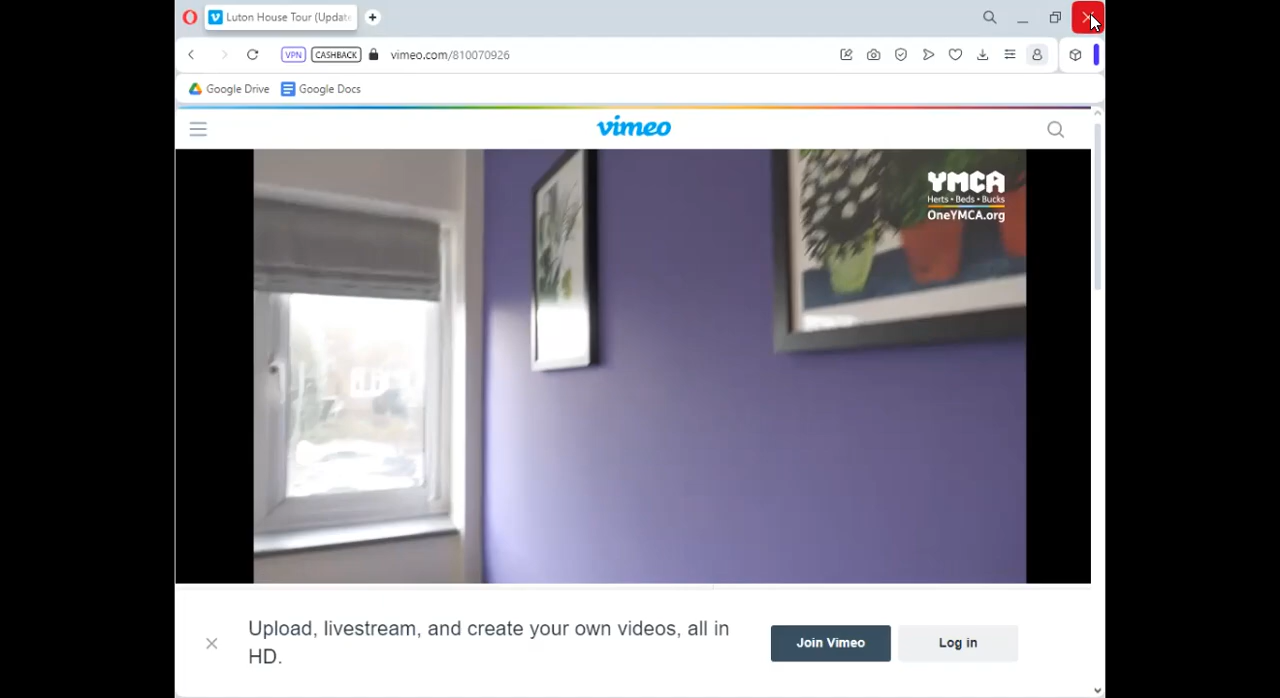 Luton House Tour (Update
VPN
CASHBACK
vimeo.com/810070926
Google Drive
Google Docs
vimeo
YMCA
Herts • Beds • Bucks
OneYMCA.org
Upload, livestream, and create your own videos, all in
HD.
Join Vimeo
Log in